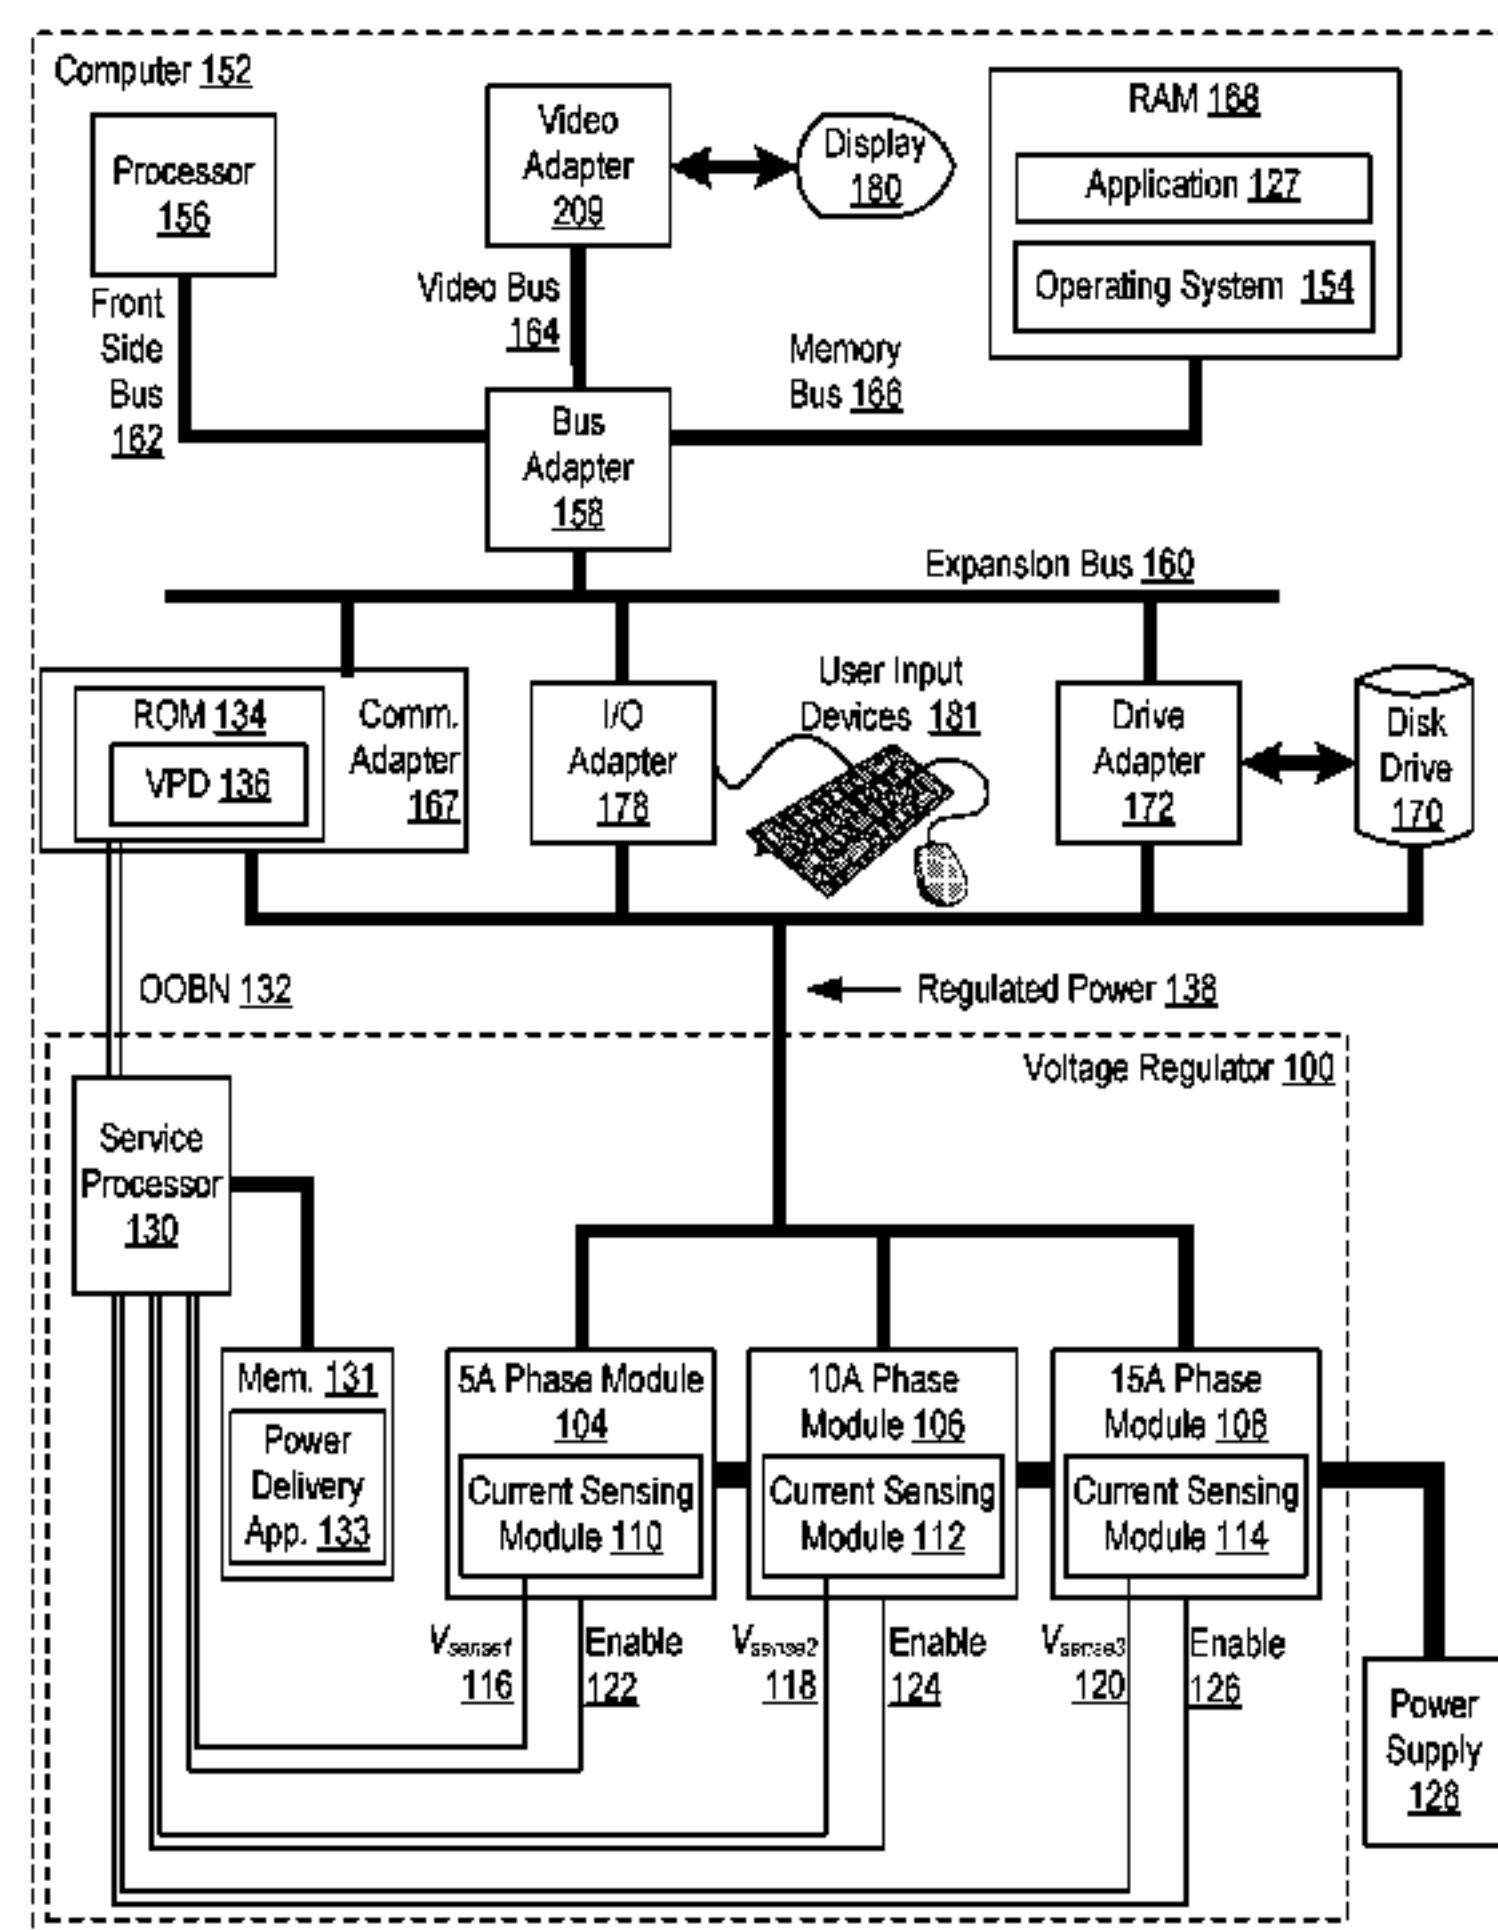 Computer 152
Processor
156
Video
Adapter
209
Display
180
RAM 168
Application 127
Operating System 154
Front
Side
Bus
162
Video Bus
164
Memory
Bus 166
Bus
Adapter
158
Expansion Bus 160
ROM 134
VPD 136
Comm.
Adapter
167
I/O
Adapter
178
User Input
Devices 181
Drive
Adapter
172
Disk
Drive
170
OOBN 132
Regulated Power 138
Voltage Regulator 100
Service
Processor
130
Mem. 131
Power
Delivery
App. 133
5A Phase Module
104
Current Sensing
Module 110
10A Phase
Module 106
Current Sensing
Module 112
15A Phase
Module 108
Current Sensing
Module 114
Vsense1
116
Enable
122
Vsense2
118
Enable
124
Vsense3
120
Enable
126
Power
Supply
128